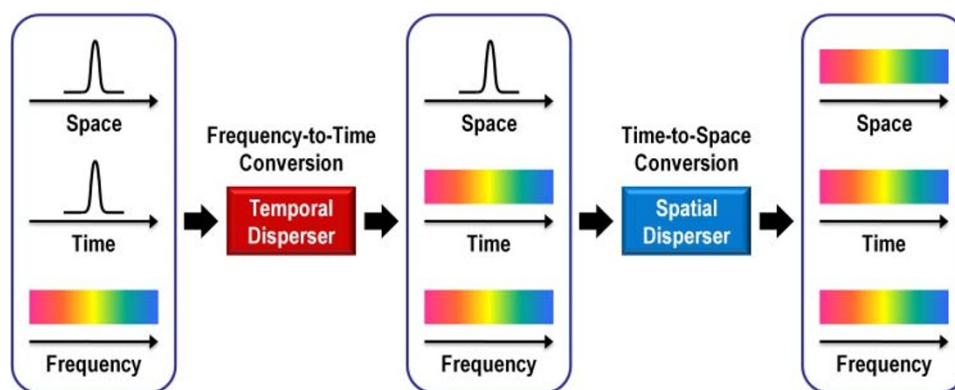 Space
Time
Frequency
Frequency-to-Time
Conversion
Temporal
Disperser
Space
Time
Frequency
Time-to-Space
Conversion
Spatial
Disperser
Space
Time
Frequency